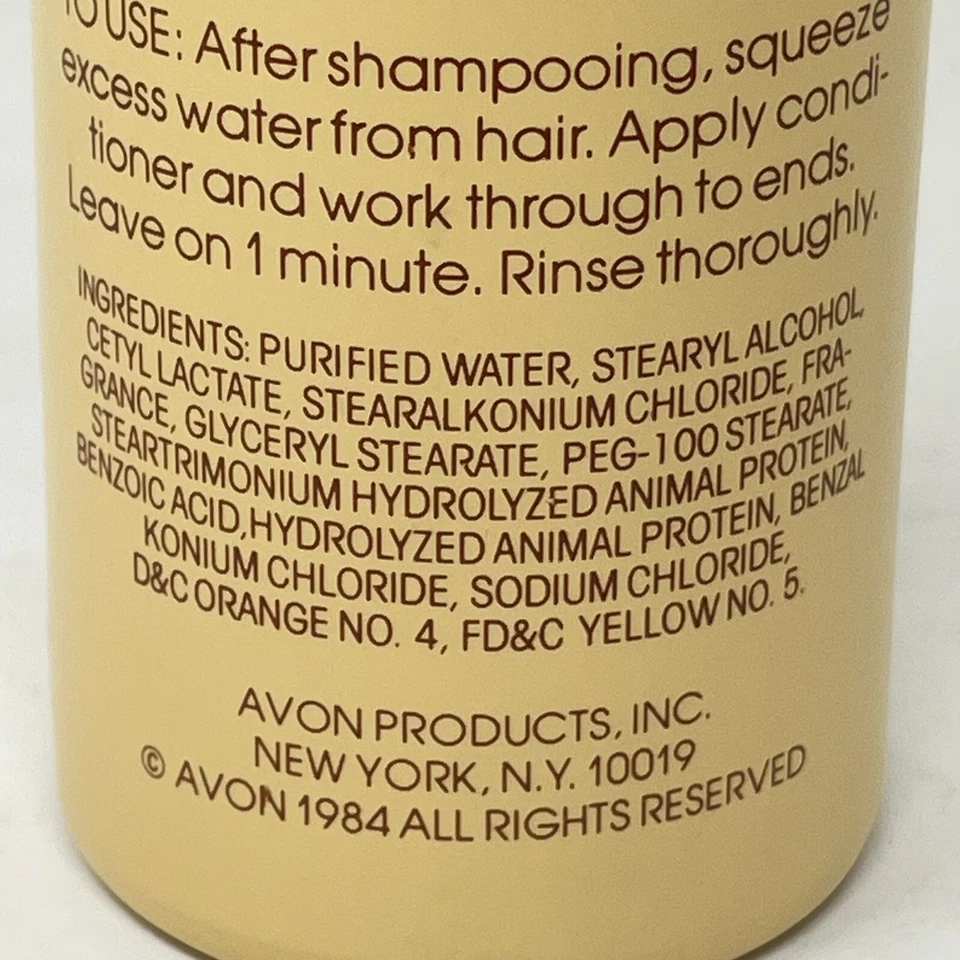 TO USE: After shampooing, squeeze
excess water from hair. Apply condi-
tioner and work through to ends.
Leave on 1 minute. Rinse thoroughly.
INGREDIENTS: PURIFIED WATER, STEARYL ALCOHOL,
CETYL LACTATE, STEARALKONIUM CHLORIDE, FRA-
GRANCE, GLYCERYL STEARATE, PEG-100 STEARATE,
STEARTRIMONIUM HYDROLYZED ANIMAL PROTEIN,
BENZOIC ACID, HYDROLYZED ANIMAL PROTEIN, BENZAL
KONIUM CHLORIDE, SODIUM CHLORIDE,
D&C ORANGE NO. 4, FD&C YELLOW NO. 5.
AVON PRODUCTS, INC.
NEW YORK, N.Y. 10019
© AVON 1984 ALL RIGHTS RESERVED